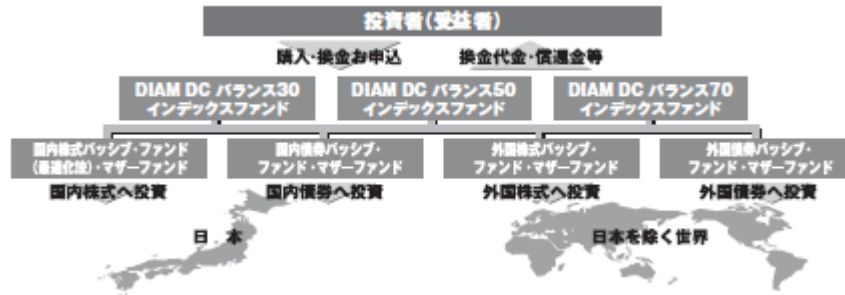 投資者(受益者)
購入・換金お申込
換金代金・償還金等
DIAM DC バランス30
インデックスファンド
DIAM DC バランス50
インデックスファンド
DIAM DC バランス70
インデックスファンド
国内株式パッシブ・ファンド
(最適化法)・マザーファンド
国内債券パッシブ・
ファンド・マザーファンド
外国株式パッシブ・
ファンド・マザーファンド
外国債券パッシブ・
ファンド・マザーファンド
国内株式へ投資
国内債券へ投資
外国株式へ投資
外国債券へ投資
日 本
日本を除く世界